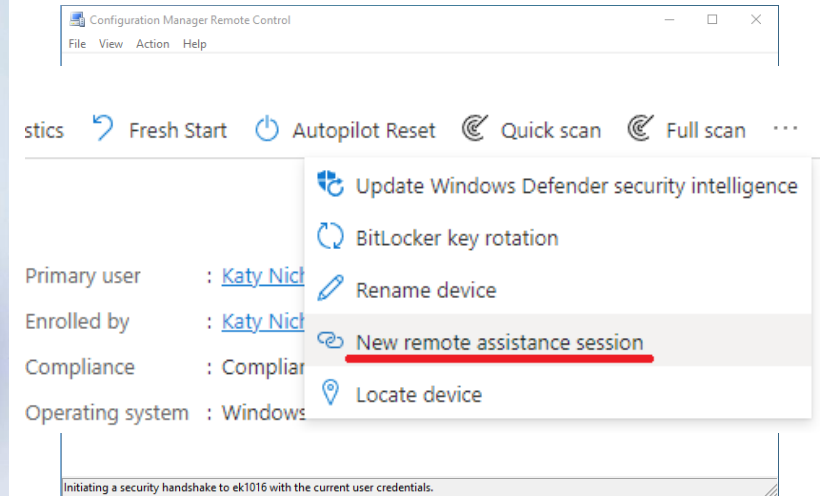 Configuration Manager Remote Control
File View Action Help
stics Fresh Start Autopilot Reset Quick scan Full scan ...
Update Windows Defender security intelligence
BitLocker key rotation
Primary user : Katy Nich
Rename device
Enrolled by : Katy Nich
New remote assistance session
Compliance : Complian
Locate device
Operating system : Windows
Initiating a security handshake to ek1016 with the current user credentials.